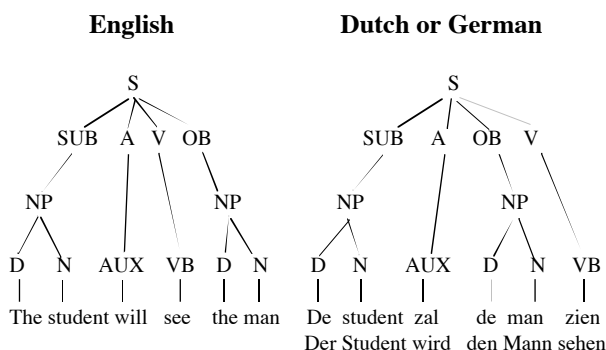 English Dutch or German
S S
SUB A V OB SUB A OB V
NP NP NP NP
D N AUX VB D N D N AUX D N VB
The student will see the man De student zal de man zien
Der Student wird den Mann sehen